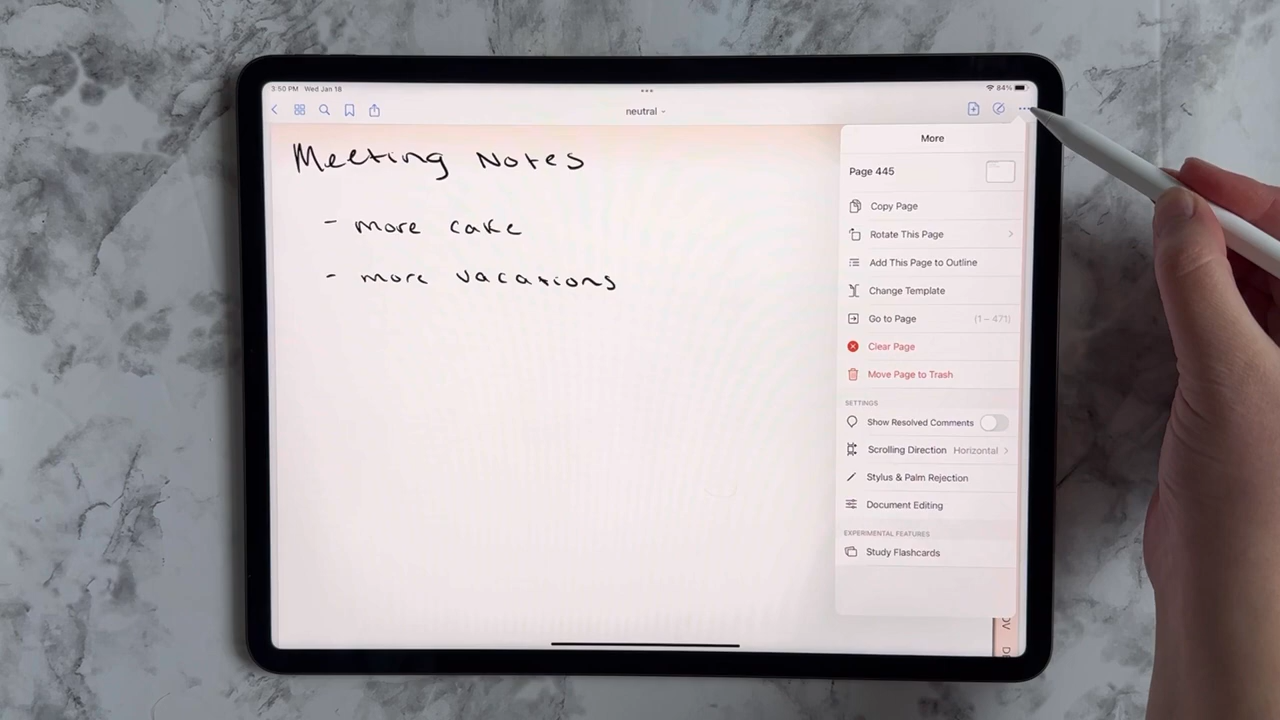 3:50 PM Wed Jan 18
84%
neutral
Meeting Notes
- more cake
- more vacations
More
Page 445
Copy Page
Rotate This Page
Add This Page to Outline
Change Template
Go to Page (1 – 471)
Clear Page
Move Page to Trash
SETTINGS
Show Resolved Comments
Scrolling Direction Horizontal
Stylus & Palm Rejection
Document Editing
EXPERIMENTAL FEATURES
Study Flashcards